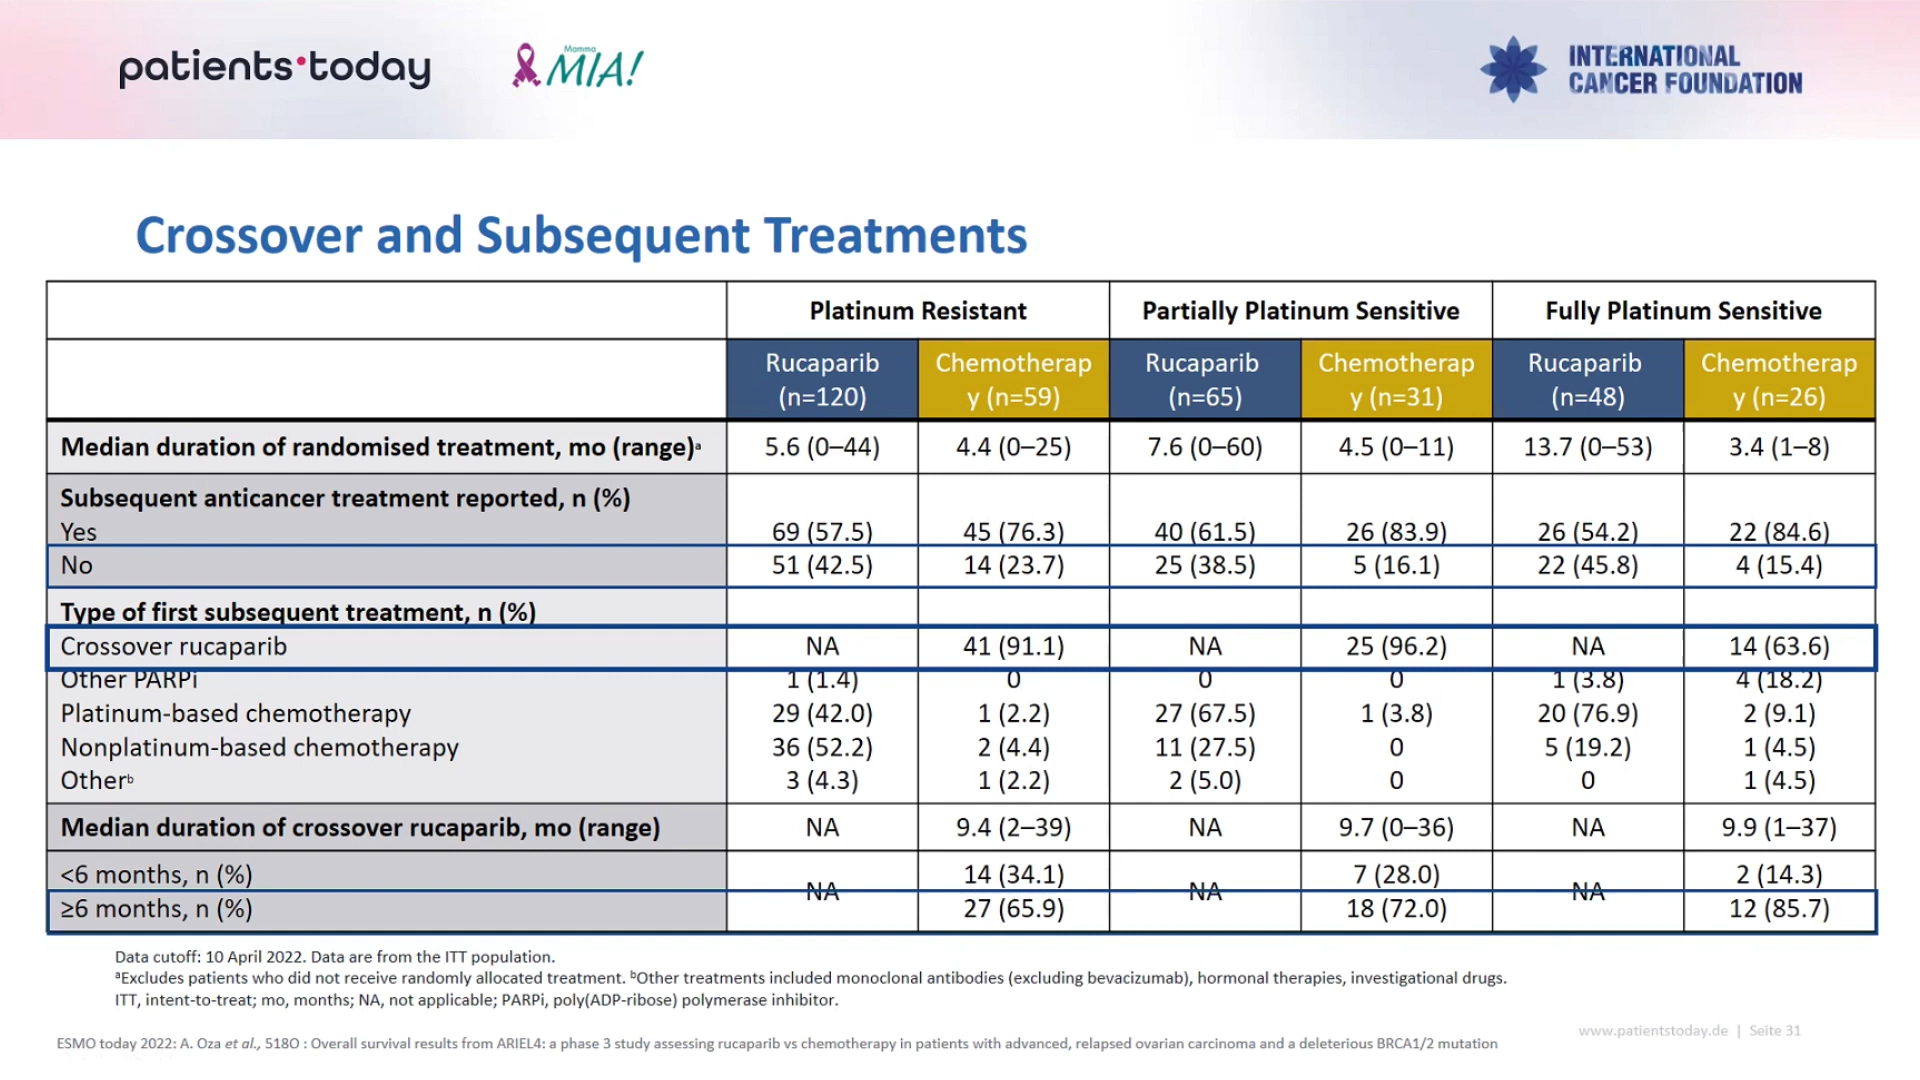 patients•today
Mamma
MIA!
INTERNATIONAL
CANCER FOUNDATION
Crossover and Subsequent Treatments
Platinum Resistant Partially Platinum Sensitive Fully Platinum Sensitive
Rucaparib Chemotherap Rucaparib Chemotherap Rucaparib Chemotherap
(n=120) y (n=59) (n=65) y (n=31) (n=48) y (n=26)
Median duration of randomised treatment, mo (range)ᵃ 5.6 (0–44) 4.4 (0–25) 7.6 (0–60) 4.5 (0–11) 13.7 (0–53) 3.4 (1–8)
Subsequent anticancer treatment reported, n (%)
Yes 69 (57.5) 45 (76.3) 40 (61.5) 26 (83.9) 26 (54.2) 22 (84.6)
No 51 (42.5) 14 (23.7) 25 (38.5) 5 (16.1) 22 (45.8) 4 (15.4)
Type of first subsequent treatment, n (%)
Crossover rucaparib NA 41 (91.1) NA 25 (96.2) NA 14 (63.6)
Other PARPi 1 (1.4) 0 0 0 1 (3.8) 4 (18.2)
Platinum-based chemotherapy 29 (42.0) 1 (2.2) 27 (67.5) 1 (3.8) 20 (76.9) 2 (9.1)
Nonplatinum-based chemotherapy 36 (52.2) 2 (4.4) 11 (27.5) 0 5 (19.2) 1 (4.5)
Otherᵇ 3 (4.3) 1 (2.2) 2 (5.0) 0 0 1 (4.5)
Median duration of crossover rucaparib, mo (range) NA 9.4 (2–39) NA 9.7 (0–36) NA 9.9 (1–37)
<6 months, n (%) 14 (34.1) 7 (28.0) 2 (14.3)
NA NA NA
≥6 months, n (%) 27 (65.9) 18 (72.0) 12 (85.7)
Data cutoff: 10 April 2022. Data are from the ITT population.
ᵃExcludes patients who did not receive randomly allocated treatment. ᵇOther treatments included monoclonal antibodies (excluding bevacizumab), hormonal therapies, investigational drugs.
ITT, intent-to-treat; mo, months; NA, not applicable; PARPi, poly(ADP-ribose) polymerase inhibitor.
www.patientstoday.de | Seite 31
ESMO today 2022: A. Oza et al., 518O : Overall survival results from ARIEL4: a phase 3 study assessing rucaparib vs chemotherapy in patients with advanced, relapsed ovarian carcinoma and a deleterious BRCA1/2 mutation